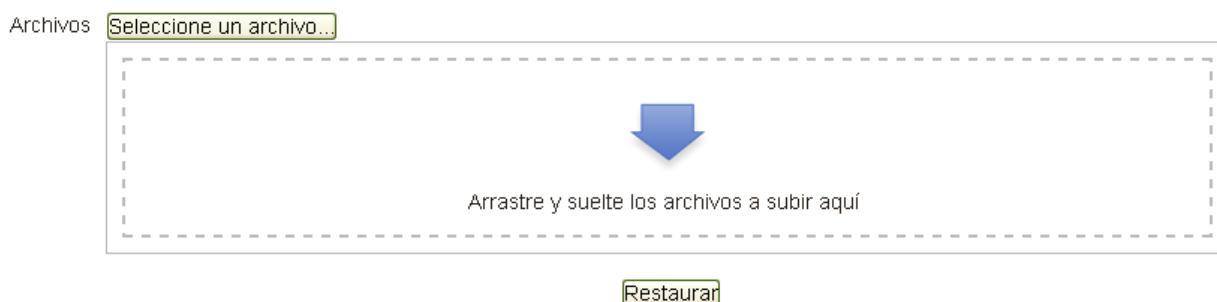 Archivos Seleccione un archivo...
Arrastre y suelte los archivos a subir aquí
Restaurar